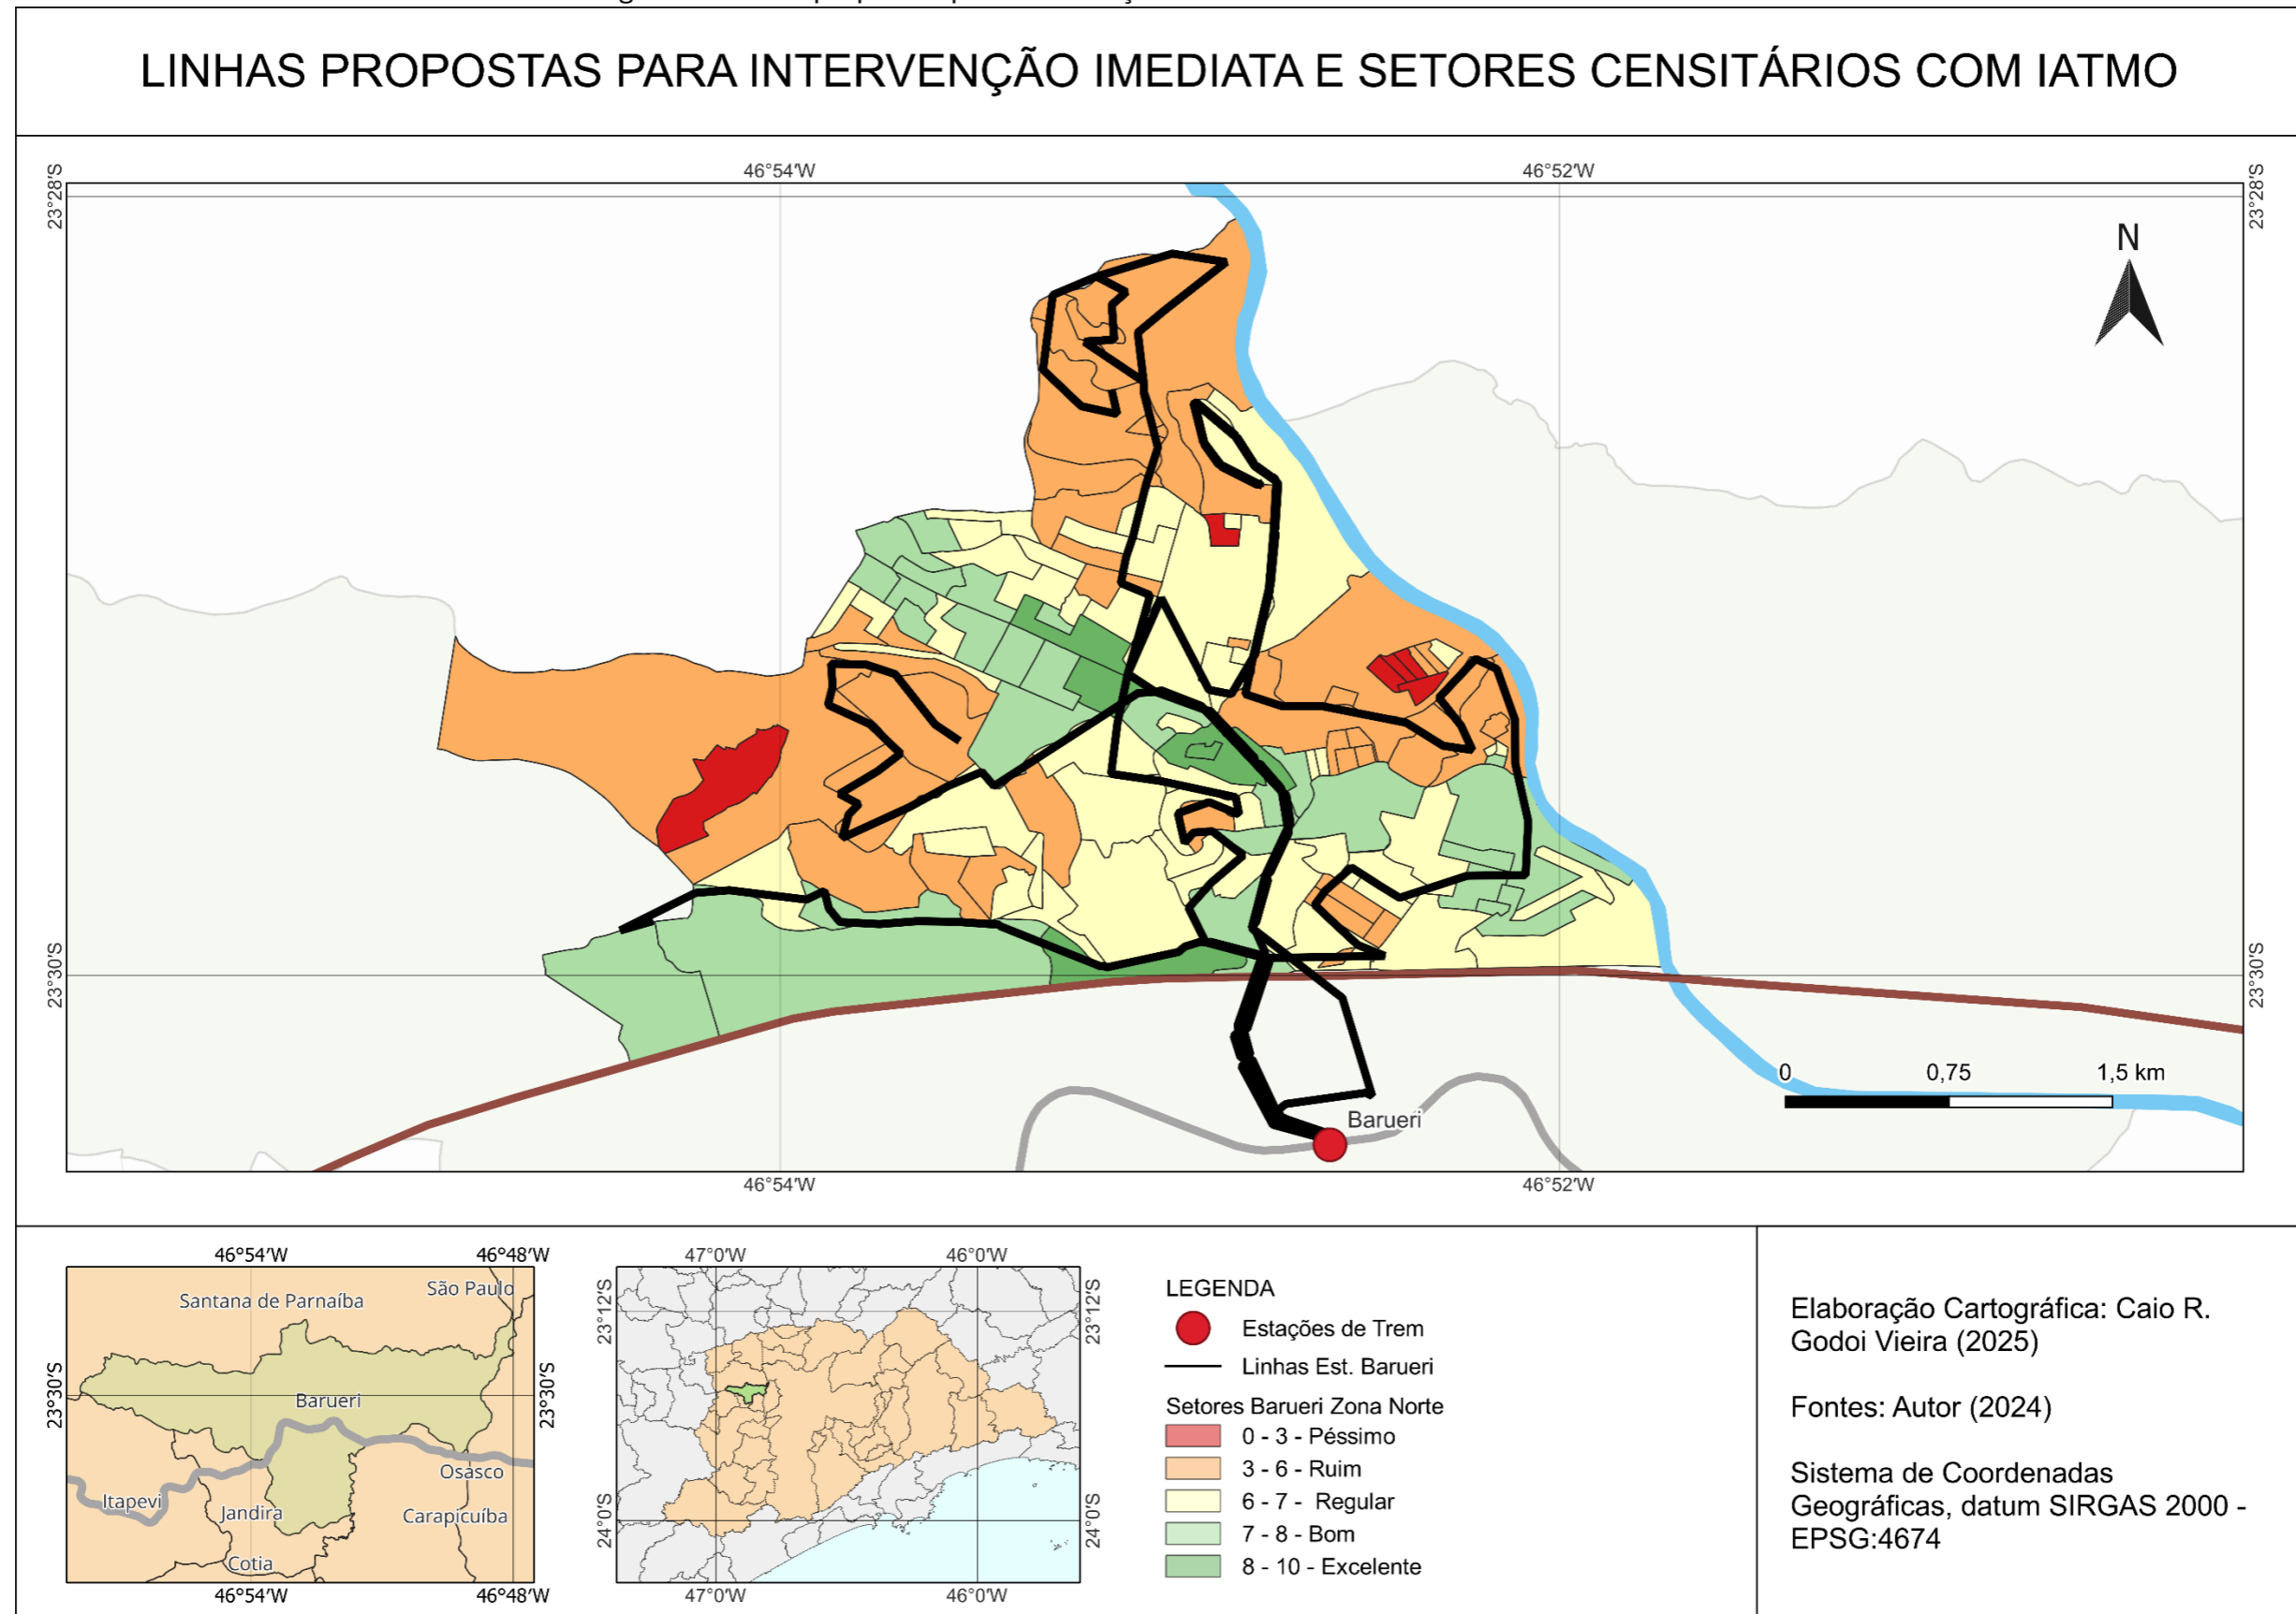 LINHAS PROPOSTAS PARA INTERVENÇÃO IMEDIATA E SETORES CENSITÁRIOS COM IATMO
46°54'W
46°52'W
23°28'S
23°28'S
N
23°30'S
23°30'S
0
0,75
1,5 km
Barueri
46°54'W
46°52'W
46°54'W
46°48'W
São Paulo
Santana de Parnaíba
23°30'S
23°30'S
Barueri
Osasco
Itapevi
Jandira
Carapicuíba
Cotia
46°54'W
46°48'W
47°0'W
46°0'W
23°12'S
23°12'S
24°0'S
24°0'S
47°0'W
46°0'W
LEGENDA
Estações de Trem
Linhas Est. Barueri
Setores Barueri Zona Norte
0 - 3 - Péssimo
3 - 6 - Ruim
6 - 7 - Regular
7 - 8 - Bom
8 - 10 - Excelente
Elaboração Cartográfica: Caio R.
Godoi Vieira (2025)
Fontes: Autor (2024)
Sistema de Coordenadas
Geográficas, datum SIRGAS 2000 -
EPSG:4674